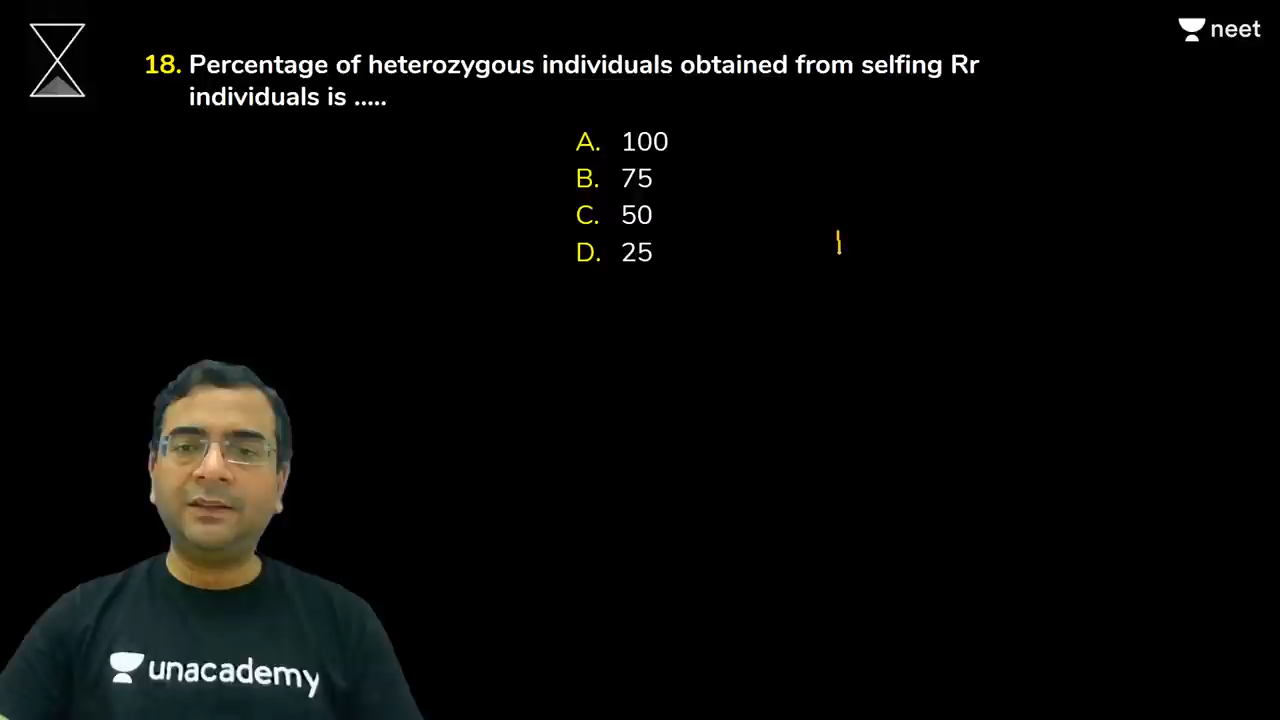 neet
18. Percentage of heterozygous individuals obtained from selfing Rr
individuals is .....
A. 100
B. 75
C. 50
D. 25
unacademy